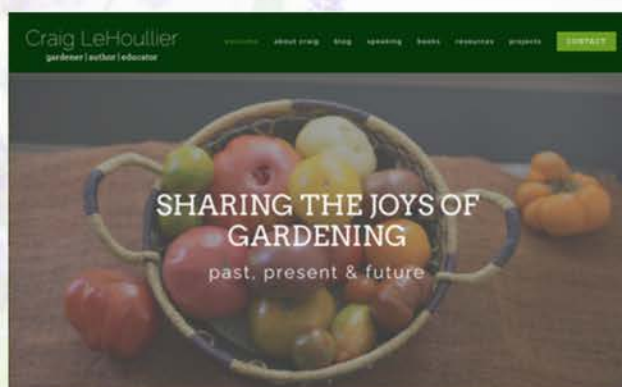 Craig LeHoullier
gardener | author | educator
welcome about craig blog speaking books resources projects CONTACT
SHARING THE JOYS OF
GARDENING
past, present & future